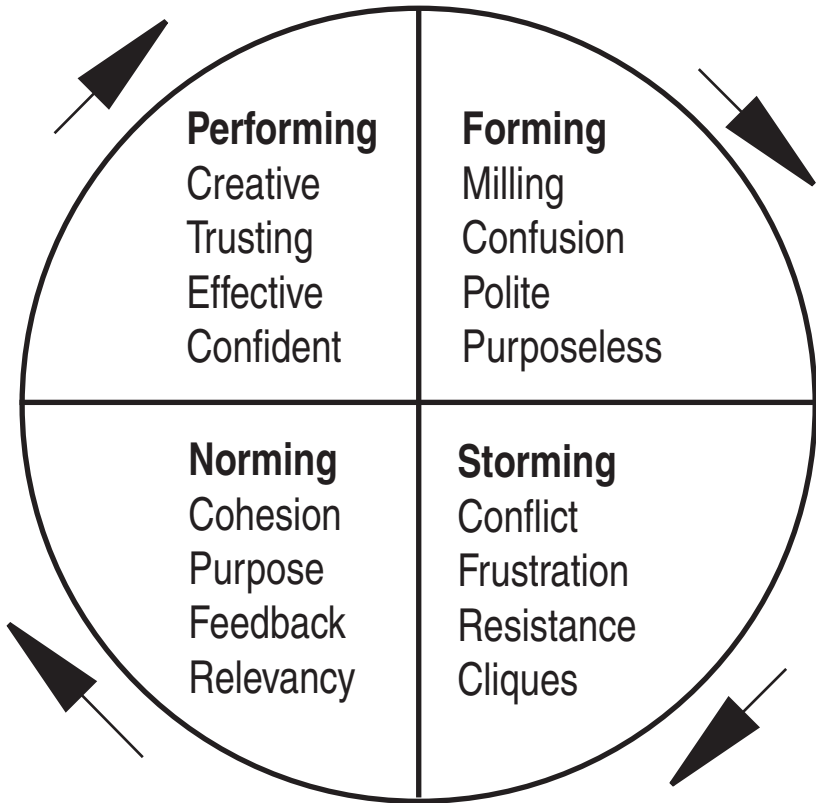 Performing
Creative
Trusting
Effective
Confident
Forming
Milling
Confusion
Polite
Purposeless
Norming
Cohesion
Purpose
Feedback
Relevancy
Storming
Conflict
Frustration
Resistance
Cliques